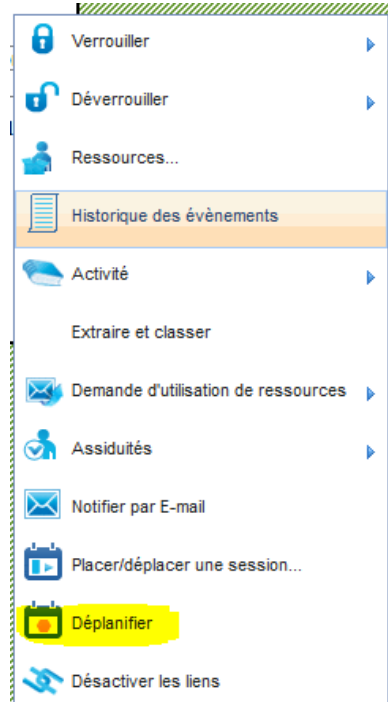 Verrouiller
Déverrouiller
Ressources...
Historique des évènements
Activité
Extraire et classer
Demande d'utilisation de ressources
Assiduités
Notifier par E-mail
Placer/déplacer une session...
Déplanifier
Désactiver les liens